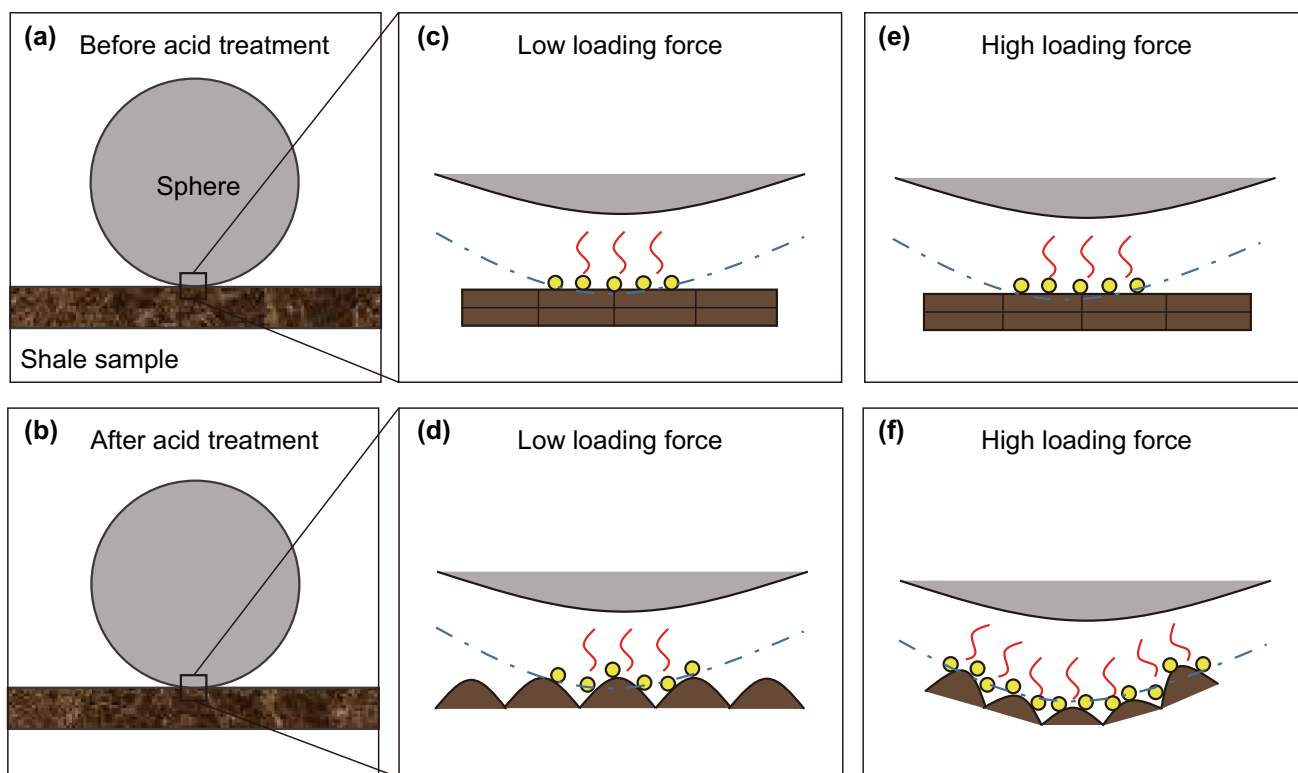 (a) Before acid treatment
Sphere
Shale sample
(c) Low loading force
(e) High loading force
(b) After acid treatment
(d) Low loading force
(f) High loading force